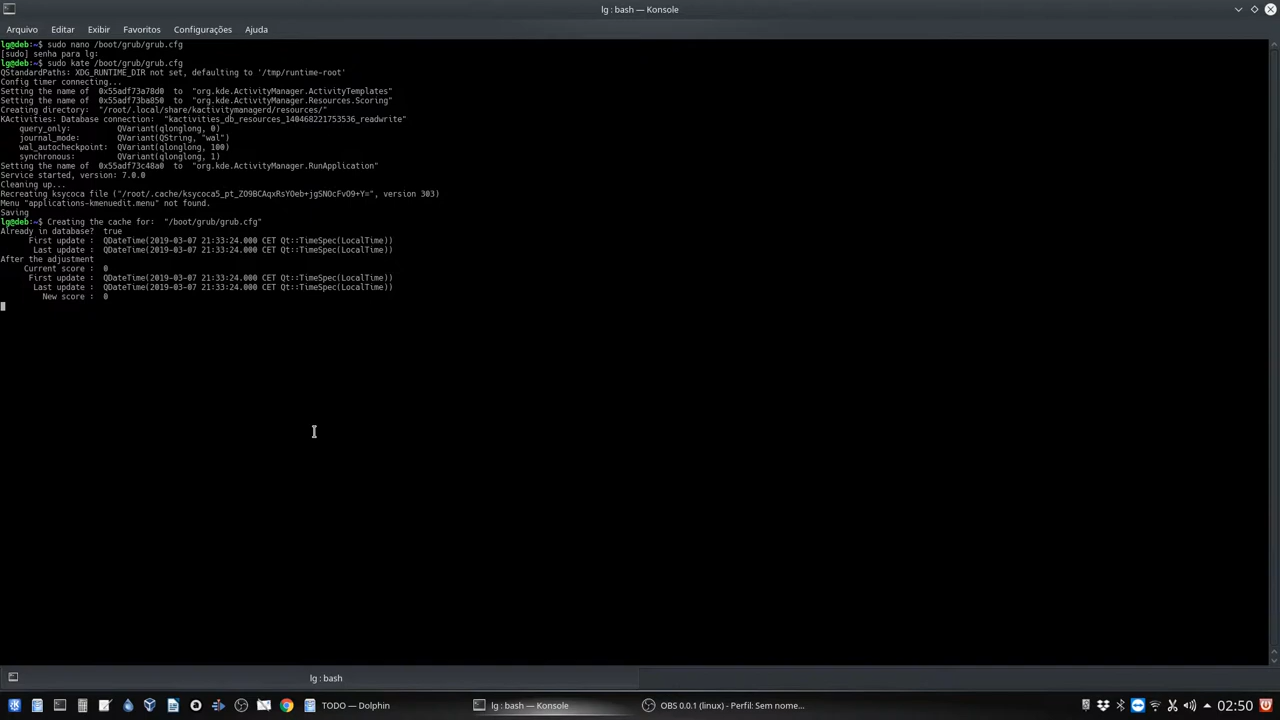 lg : bash — Konsole
Arquivo Editar Exibir Favoritos Configurações Ajuda
lg@deb:~$ sudo nano /boot/grub/grub.cfg
[sudo] senha para lg:
lg@deb:~$ sudo kate /boot/grub/grub.cfg
QStandardPaths: XDG_RUNTIME_DIR not set, defaulting to '/tmp/runtime-root'
Config timer connecting...
Setting the name of 0x55adf73a78d0 to "org.kde.ActivityManager.ActivityTemplates"
Setting the name of 0x55adf73ba850 to "org.kde.ActivityManager.Resources.Scoring"
Creating directory: "/root/.local/share/kactivitymanagerd/resources/"
KActivities: Database connection: "kactivities_db_resources_140468221753536_readwrite"
query_only: QVariant(qlonglong, 0)
journal_mode: QVariant(QString, "wal")
wal_autocheckpoint: QVariant(qlonglong, 100)
synchronous: QVariant(qlonglong, 1)
Setting the name of 0x55adf73c48a0 to "org.kde.ActivityManager.RunApplication"
Service started, version: 7.0.0
Cleaning up...
Recreating ksycoca file ("/root/.cache/ksycoca5_pt_ZO9BCAqxRsYOeb+jgSNOcFvO9+Y=", version 303)
Menu "applications-kmenuedit.menu" not found.
Saving
lg@deb:~$ Creating the cache for: "/boot/grub/grub.cfg"
Already in database? true
First update : QDateTime(2019-03-07 21:33:24.000 CET Qt::TimeSpec(LocalTime))
Last update : QDateTime(2019-03-07 21:33:24.000 CET Qt::TimeSpec(LocalTime))
After the adjustment
Current score : 0
First update : QDateTime(2019-03-07 21:33:24.000 CET Qt::TimeSpec(LocalTime))
Last update : QDateTime(2019-03-07 21:33:24.000 CET Qt::TimeSpec(LocalTime))
New score : 0
lg : bash
TODO — Dolphin lg : bash — Konsole OBS 0.0.1 (linux) - Perfil: Sem nome... 02:50